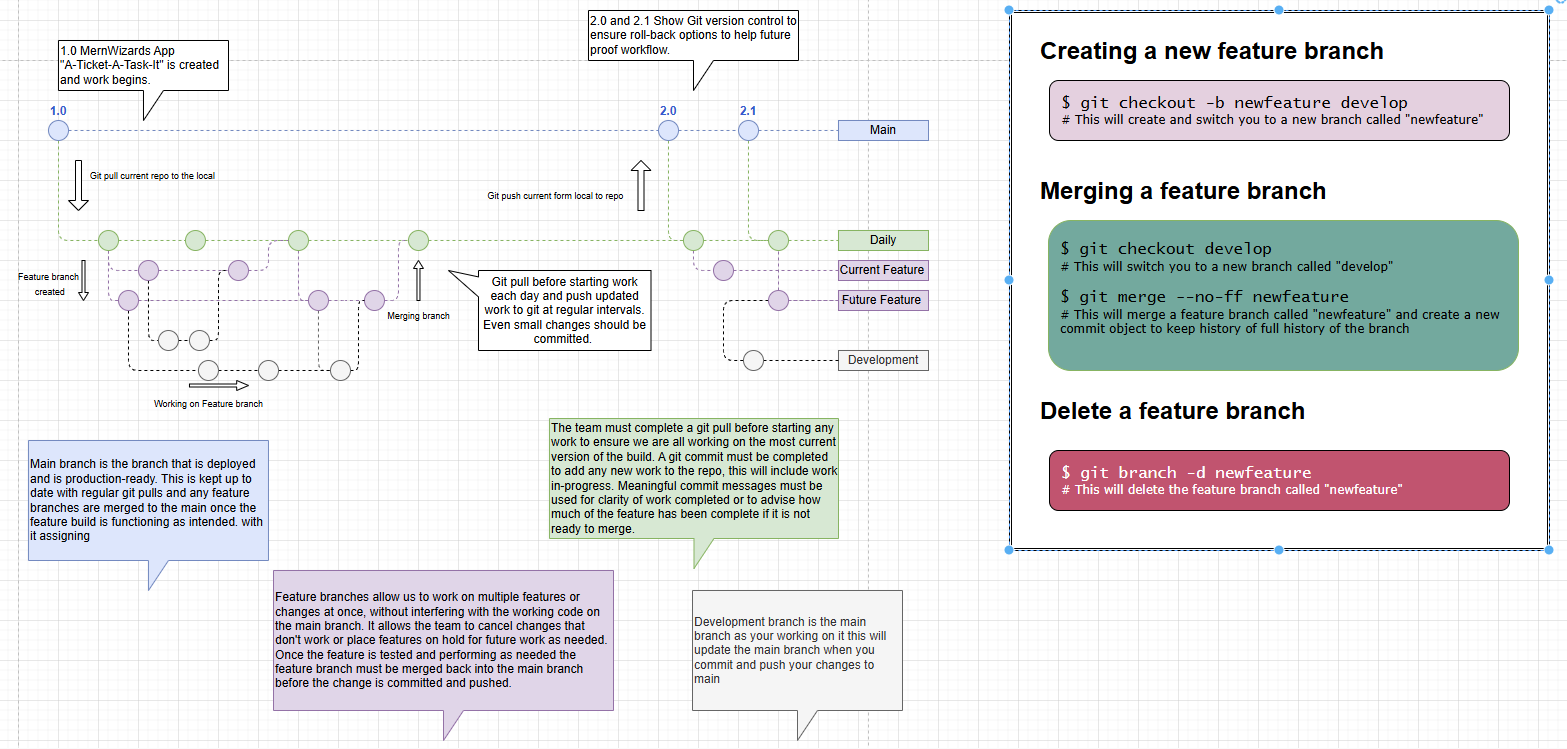 1.0 MernWizards App
"A-Ticket-A-Task-It" is created
and work begins.
2.0 and 2.1 Show Git version control to
ensure roll-back options to help future
proof workflow.
1.0
2.0
2.1
Main
Git pull current repo to the local
Git push current form local to repo
Daily
Feature branch
created
Current Feature
Future Feature
Merging branch
Git pull before starting work
each day and push updated
work to git at regular intervals.
Even small changes should be
committed.
Development
Working on Feature branch
Main branch is the branch that is deployed
and is production-ready. This is kept up to
date with regular git pulls and any feature
branches are merged to the main once the
feature build is functioning as intended. with
it assigning
The team must complete a git pull before starting any
work to ensure we are all working on the most current
version of the build. A git commit must be completed
to add any new work to the repo, this will include work
in-progress. Meaningful commit messages must be
used for clarity of work completed or to advise how
much of the feature has been complete if it is not
ready to merge.
Feature branches allow us to work on multiple features or
changes at once, without interfering with the working code on
the main branch. It allows the team to cancel changes that
don't work or place features on hold for future work as needed.
Once the feature is tested and performing as needed the
feature branch must be merged back into the main branch
before the change is committed and pushed.
Development branch is the main
branch as your working on it this will
update the main branch when you
commit and push your changes to
main
Creating a new feature branch
$ git checkout -b newfeature develop
# This will create and switch you to a new branch called "newfeature"
Merging a feature branch
$ git checkout develop
# This will switch you to a new branch called "develop"
$ git merge --no-ff newfeature
# This will merge a feature branch called "newfeature" and create a new
commit object to keep history of full history of the branch
Delete a feature branch
$ git branch -d newfeature
# This will delete the feature branch called "newfeature"